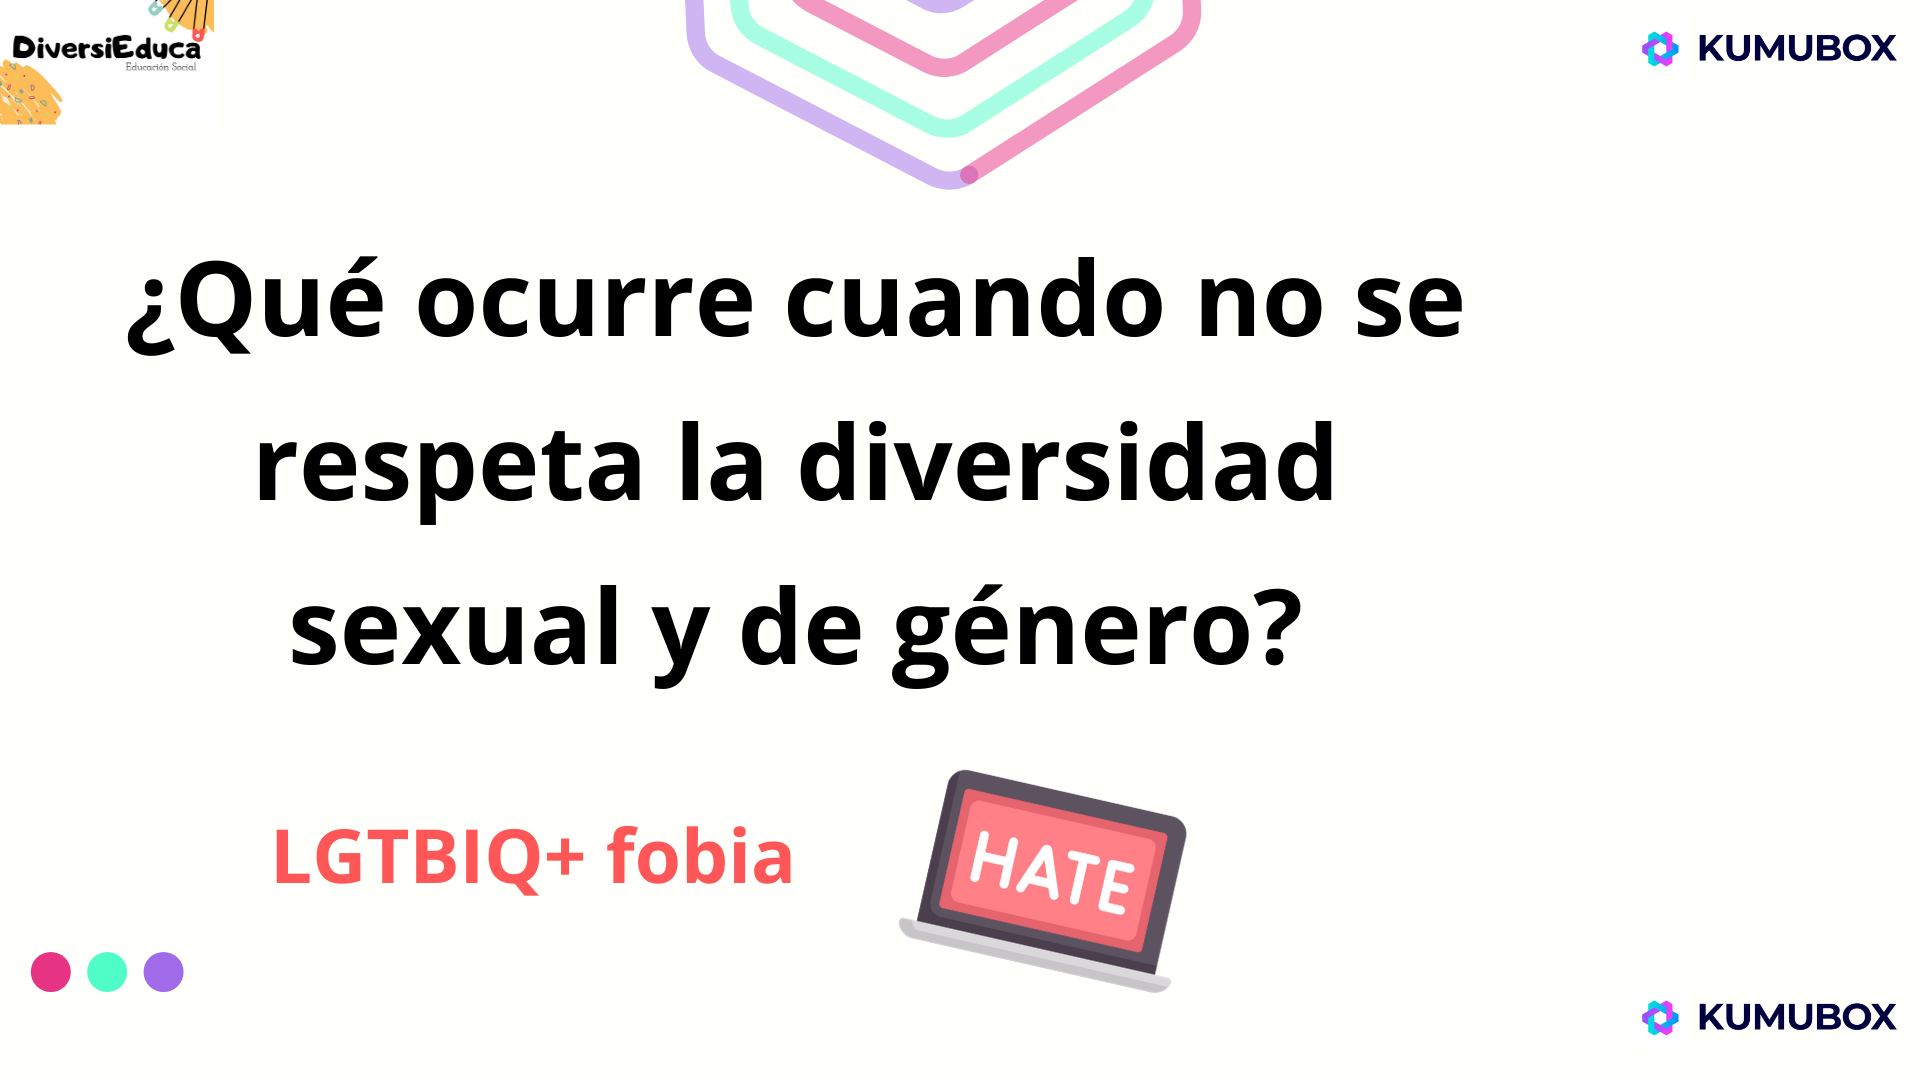 DiversiEduca
Educación Social
KUMUBOX
¿Qué ocurre cuando no se
respeta la diversidad
sexual y de género?
LGTBIQ+ fobia
HATE
KUMUBOX